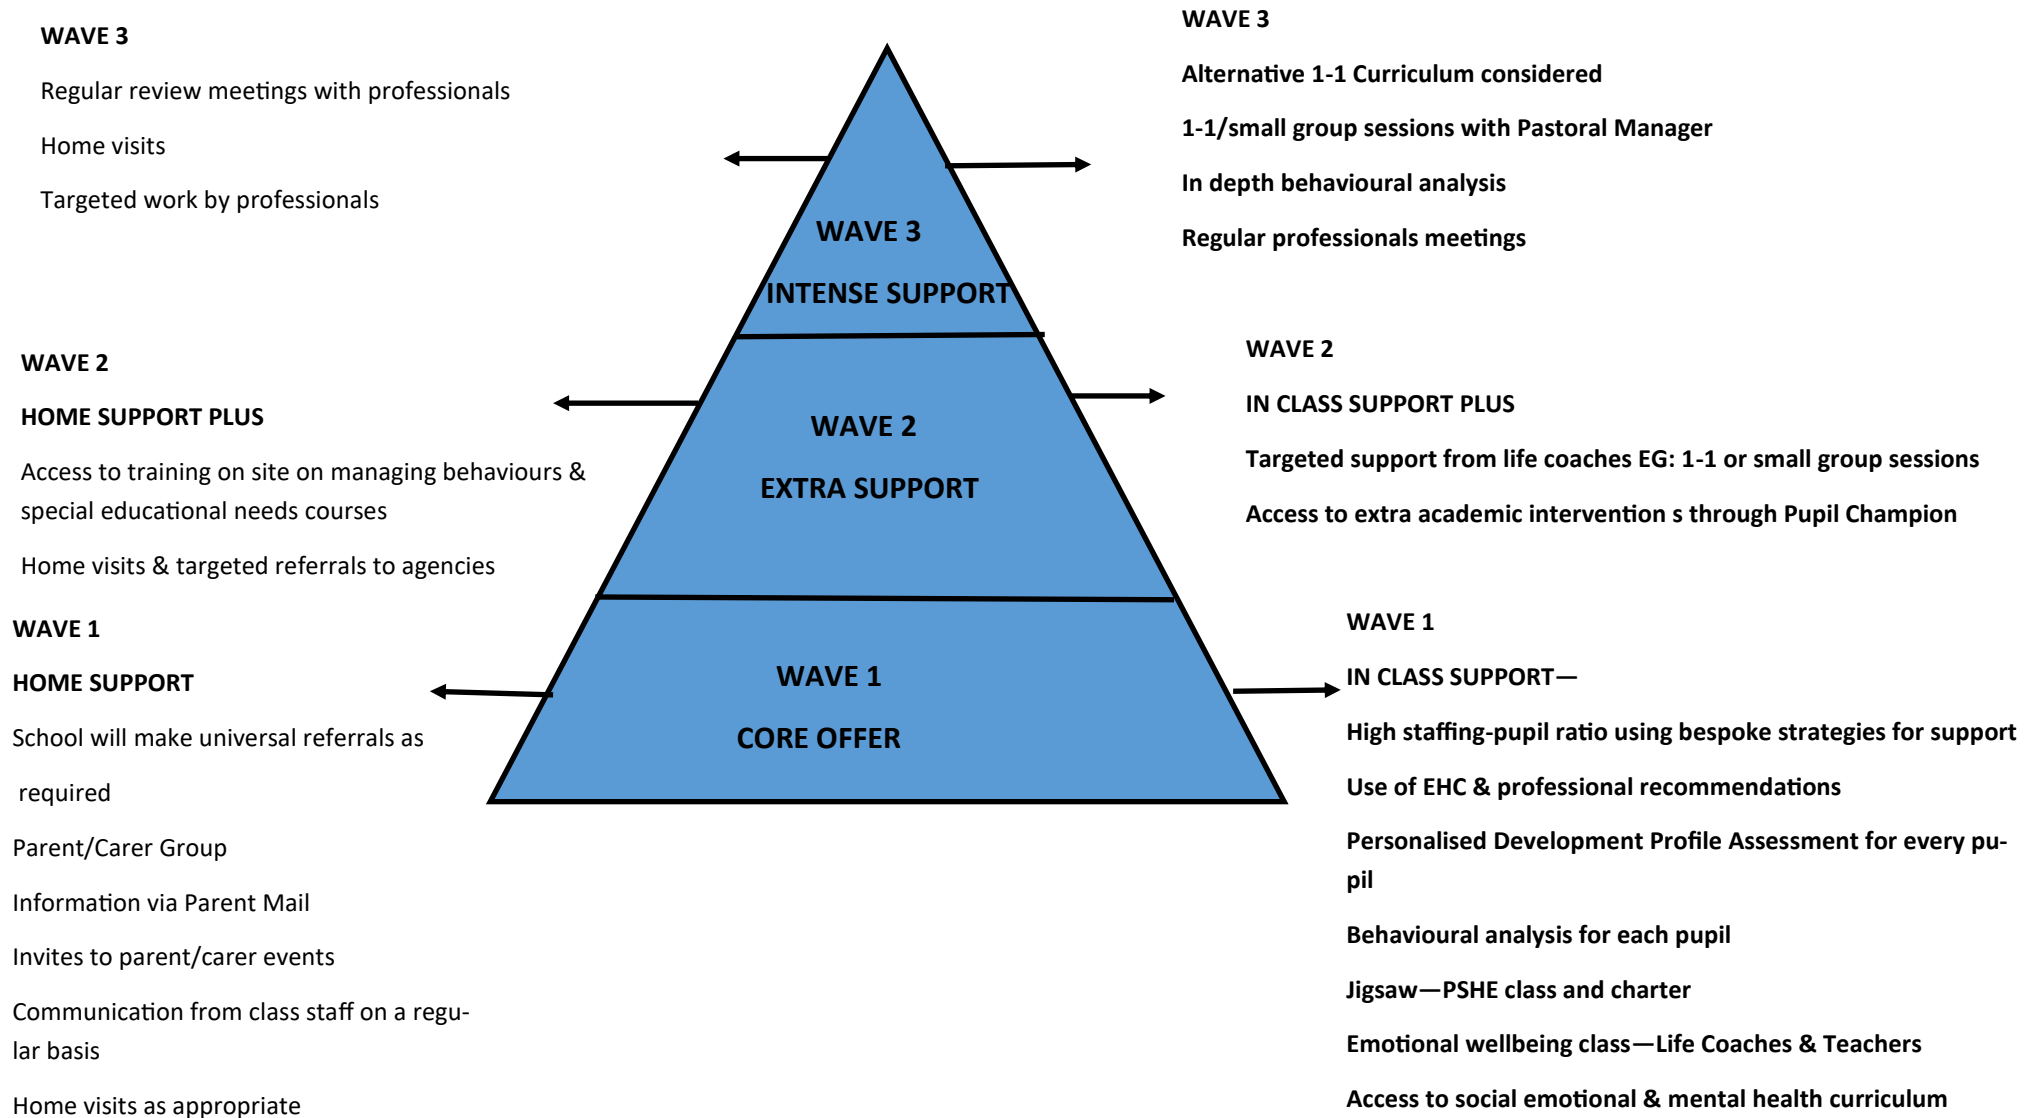 WAVE 3
Regular review meetings with professionals
Home visits
Targeted work by professionals
WAVE 2
HOME SUPPORT PLUS
Access to training on site on managing behaviours &
special educational needs courses
Home visits & targeted referrals to agencies
WAVE 1
HOME SUPPORT
School will make universal referrals as
required
Parent/Carer Group
Information via Parent Mail
Invites to parent/carer events
Communication from class staff on a regu-
lar basis
Home visits as appropriate
WAVE 3
INTENSE SUPPORT
WAVE 2
EXTRA SUPPORT
WAVE 1
CORE OFFER
WAVE 3
Alternative 1-1 Curriculum considered
1-1/small group sessions with Pastoral Manager
In depth behavioural analysis
Regular professionals meetings
WAVE 2
IN CLASS SUPPORT PLUS
Targeted support from life coaches EG: 1-1 or small group sessions
Access to extra academic intervention s through Pupil Champion
WAVE 1
IN CLASS SUPPORT—
High staffing-pupil ratio using bespoke strategies for support
Use of EHC & professional recommendations
Personalised Development Profile Assessment for every pu-
pil
Behavioural analysis for each pupil
Jigsaw—PSHE class and charter
Emotional wellbeing class—Life Coaches & Teachers
Access to social emotional & mental health curriculum